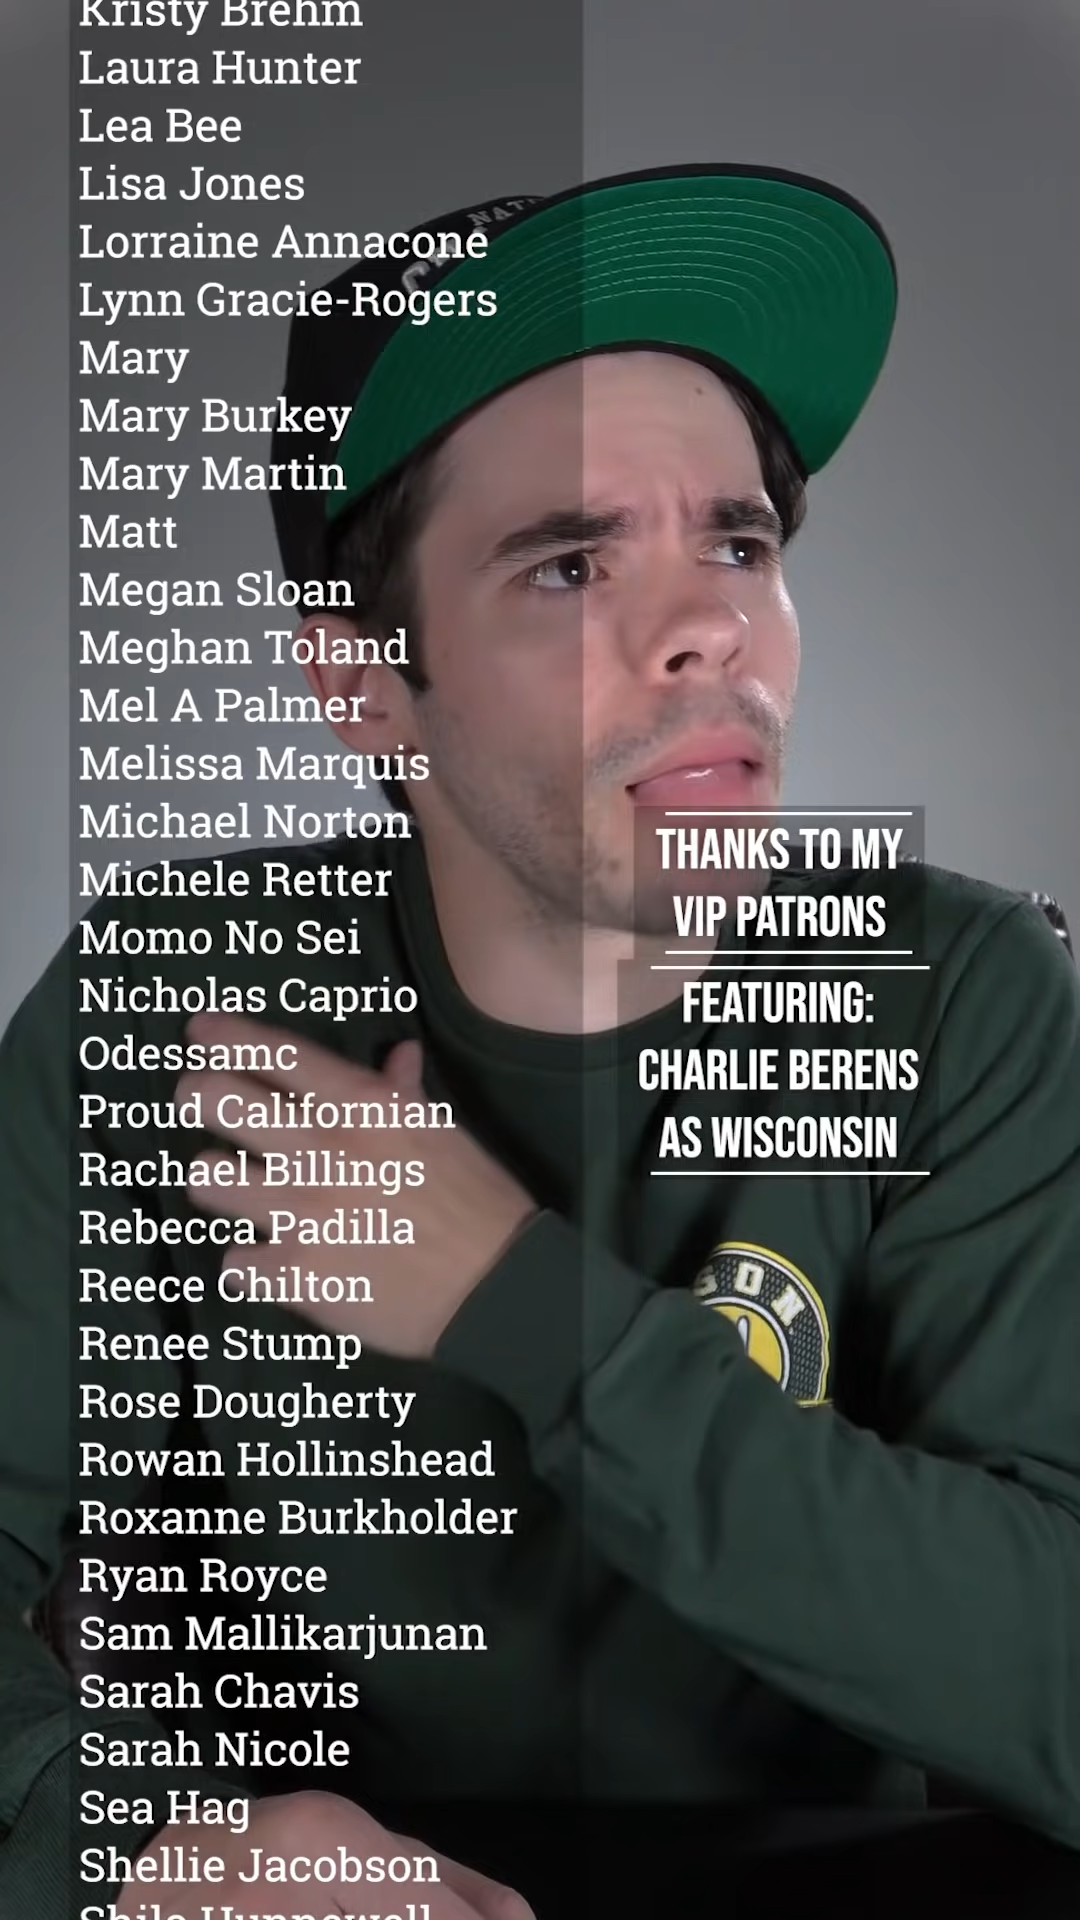 Kristy Brehm
Laura Hunter
Lea Bee
Lisa Jones
Lorraine Annacone
Lynn Gracie-Rogers
Mary
Mary Burkey
Mary Martin
Matt
Megan Sloan
Meghan Toland
Mel A Palmer
Melissa Marquis
Michael Norton
Michele Retter
Momo No Sei
Nicholas Caprio
Odessamc
Proud Californian
Rachael Billings
Rebecca Padilla
Reece Chilton
Renee Stump
Rose Dougherty
Rowan Hollinshead
Roxanne Burkholder
Ryan Royce
Sam Mallikarjunan
Sarah Chavis
Sarah Nicole
Sea Hag
Shellie Jacobson
THANKS TO MY
VIP PATRONS
FEATURING:
CHARLIE BERENS
AS WISCONSIN